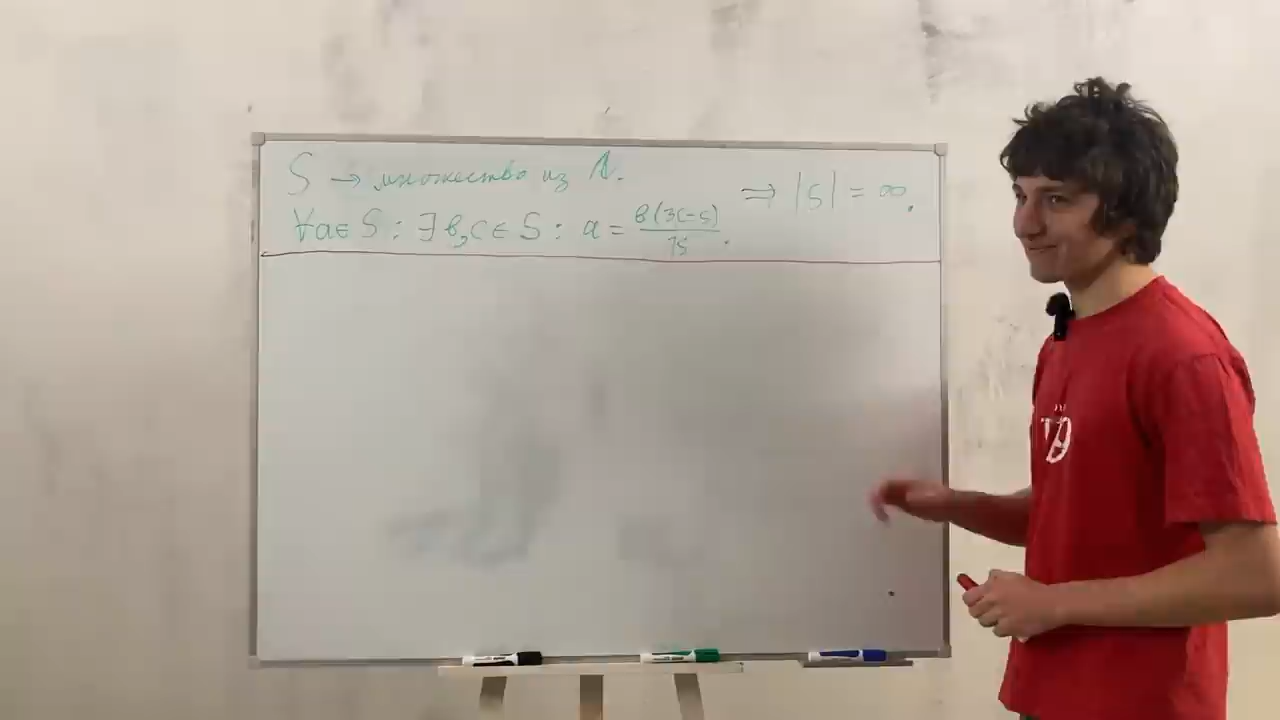 S → множество из ℕ.
∀a∈S : ∃ в,c∈S : a = в(3c-5)/15. ⟹ |S| = ∞.